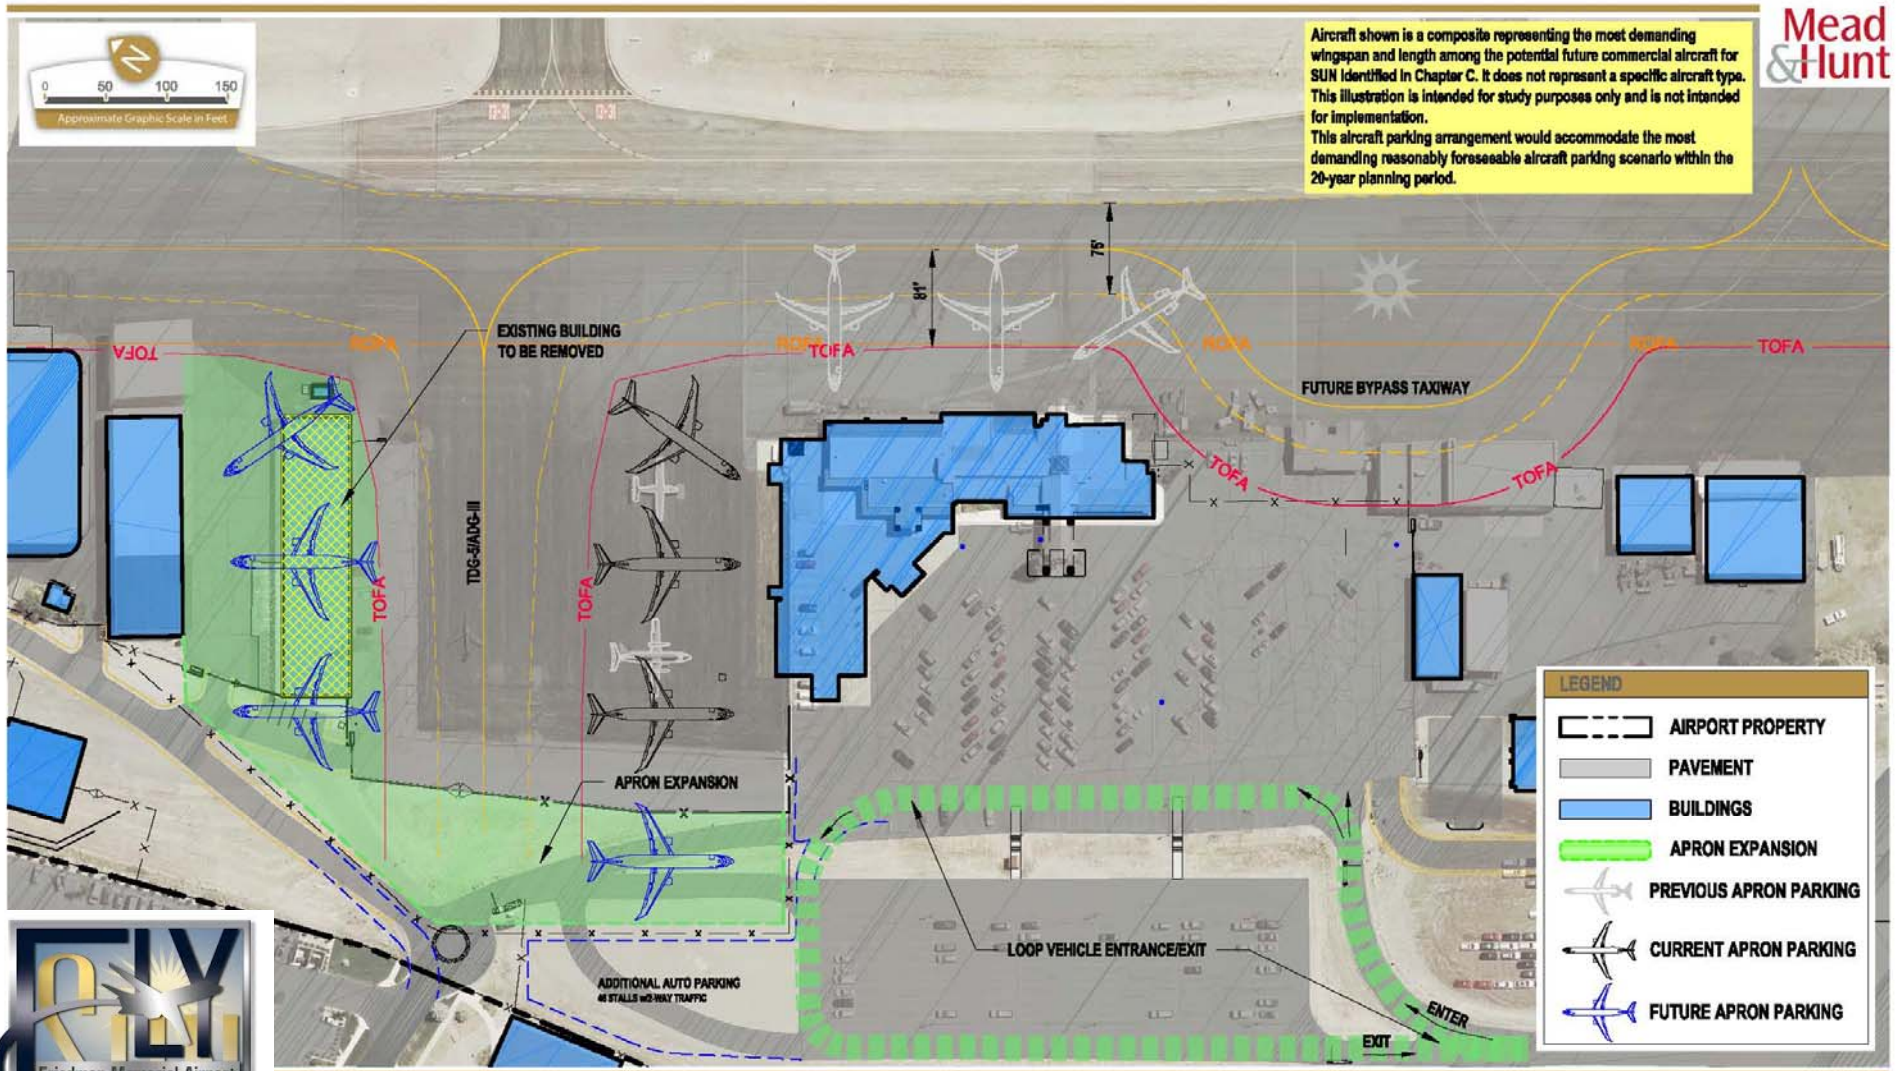 Aircraft shown is a composite representing the most demanding
wingspan and length among the potential future commercial aircraft for
SUN identified in Chapter C. It does not represent a specific aircraft type.
This illustration is intended for study purposes only and is not intended
for implementation.
This aircraft parking arrangement would accommodate the most
demanding reasonably foreseeable aircraft parking scenario within the
20-year planning period.
Mead
&Hunt
N
0 50 100 150
Approximate Graphic Scale in Feet
75'
81'
EXISTING BUILDING
TO BE REMOVED
TOFA
ROFA
ROFA
TOFA
ROFA
ROFA
TOFA
FUTURE BYPASS TAXIWAY
TOFA
TOFA
TDG-5/ADG-III
TOFA
TOFA
APRON EXPANSION
LOOP VEHICLE ENTRANCE/EXIT
ADDITIONAL AUTO PARKING
46 STALLS w/2-WAY TRAFFIC
ENTER
EXIT
LEGEND
AIRPORT PROPERTY
PAVEMENT
BUILDINGS
APRON EXPANSION
PREVIOUS APRON PARKING
CURRENT APRON PARKING
FUTURE APRON PARKING
FLY
Friedman Memorial Airport